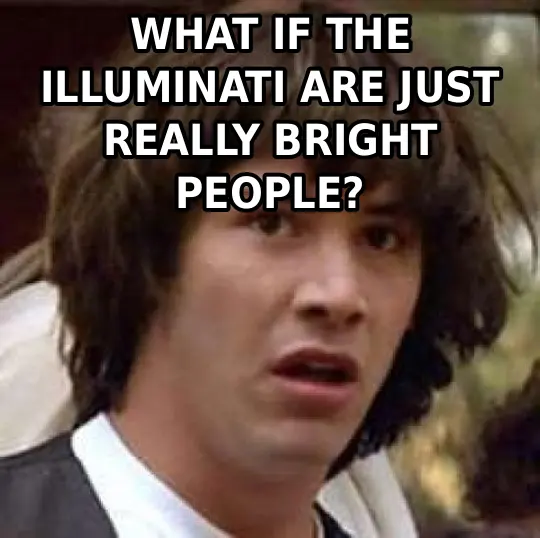 WHAT IF THE
ILLUMINATI ARE JUST
REALLY BRIGHT
PEOPLE?